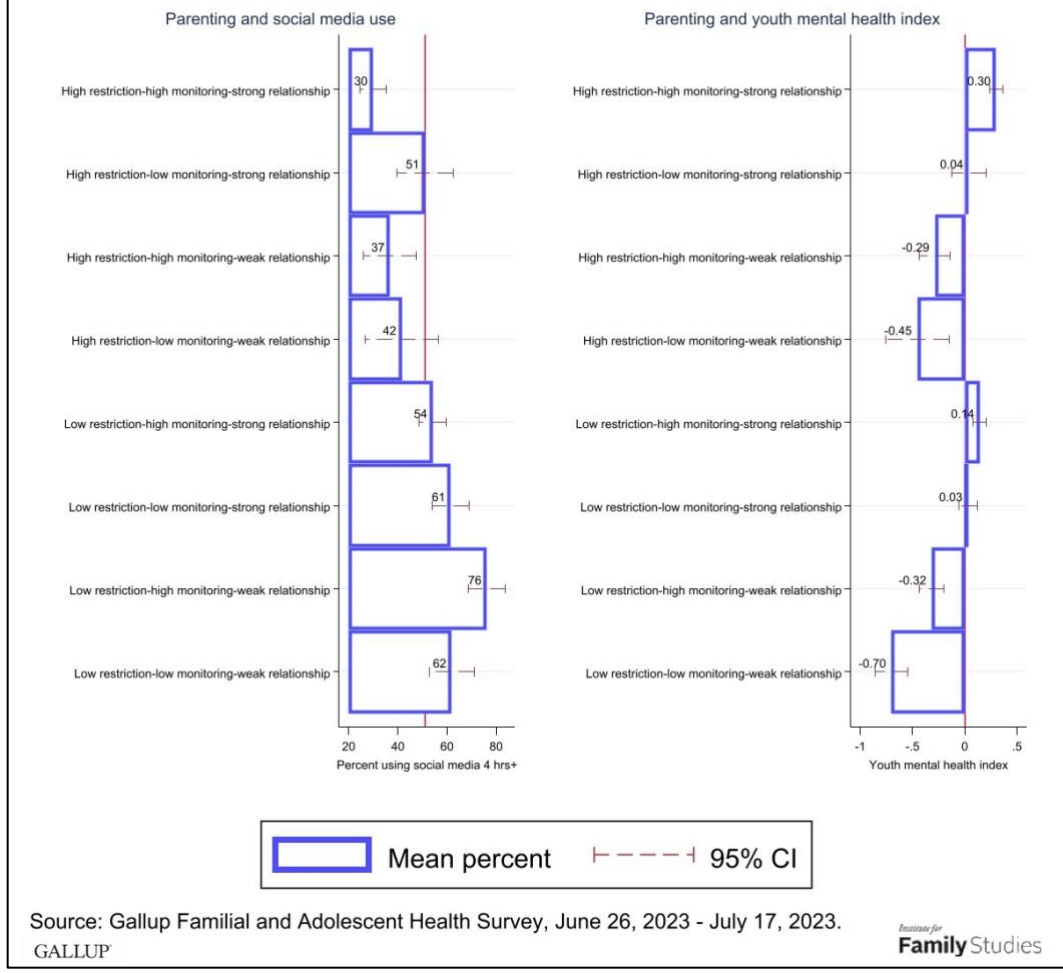 Parenting and social media use
High restriction-high monitoring-strong relationship
30
High restriction-low monitoring-strong relationship
51
High restriction-high monitoring-weak relationship
37
High restriction-low monitoring-weak relationship
42
Low restriction-high monitoring-strong relationship
54
Low restriction-low monitoring-strong relationship
61
Low restriction-high monitoring-weak relationship
76
Low restriction-low monitoring-weak relationship
62
20 40 60 80
Percent using social media 4 hrs+
Parenting and youth mental health index
High restriction-high monitoring-strong relationship
0.30
High restriction-low monitoring-strong relationship
0.04
High restriction-high monitoring-weak relationship
-0.29
High restriction-low monitoring-weak relationship
-0.45
Low restriction-high monitoring-strong relationship
0.14
Low restriction-low monitoring-strong relationship
0.03
Low restriction-high monitoring-weak relationship
-0.32
Low restriction-low monitoring-weak relationship
-0.70
-1 -.5 0 .5
Youth mental health index
Mean percent 95% CI
Source: Gallup Familial and Adolescent Health Survey, June 26, 2023 - July 17, 2023.
GALLUP
Institute for
Family Studies